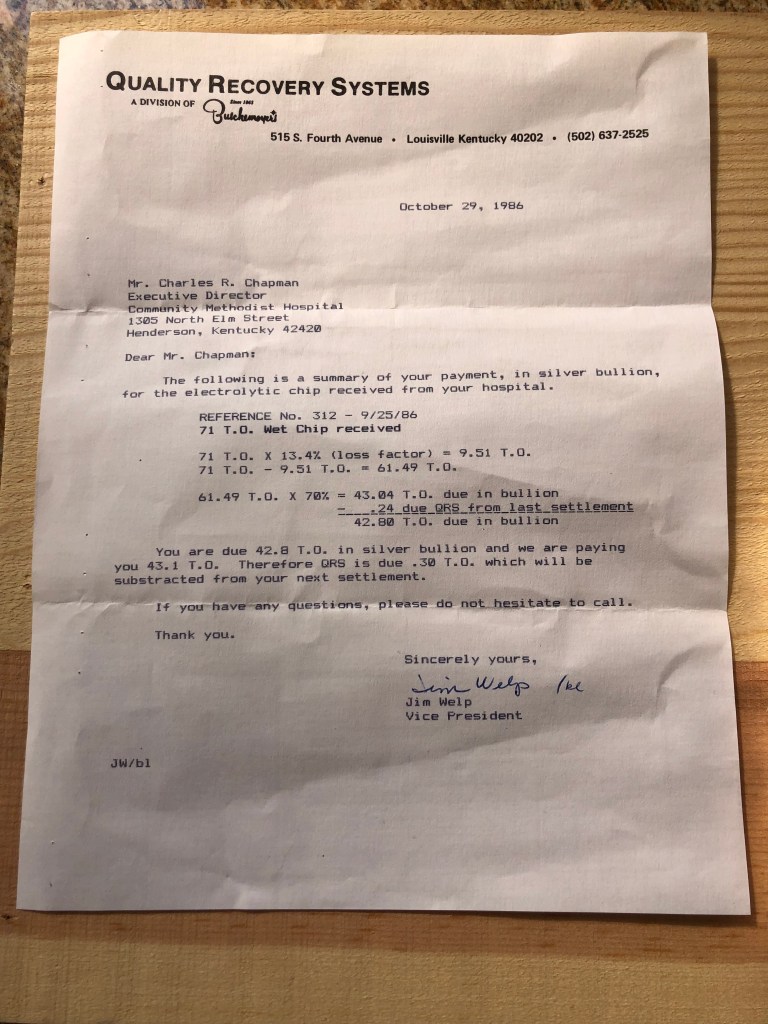 QUALITY RECOVERY SYSTEMS
A DIVISION OF Since 1865
515 S. Fourth Avenue • Louisville Kentucky 40202 • (502) 637-2525
October 29, 1986
Mr. Charles R. Chapman
Executive Director
Community Methodist Hospital
1305 North Elm Street
Henderson, Kentucky 42420
Dear Mr. Chapman:
The following is a summary of your payment, in silver bullion,
for the electrolytic chip received from your hospital.
REFERENCE No. 312 - 9/25/86
71 T.O. Wet Chip received
71 T.O. X 13.4% (loss factor) = 9.51 T.O.
71 T.O. - 9.51 T.O. = 61.49 T.O.
61.49 T.O. X 70% = 43.04 T.O. due in bullion
- .24 due QRS from last settlement
42.80 T.O. due in bullion
You are due 42.8 T.O. in silver bullion and we are paying
you 43.1 T.O. Therefore QRS is due .30 T.O. which will be
substracted from your next settlement.
If you have any questions, please do not hesitate to call.
Thank you.
Sincerely yours,
Jim Welp
Jim Welp
Vice President
JW/bl